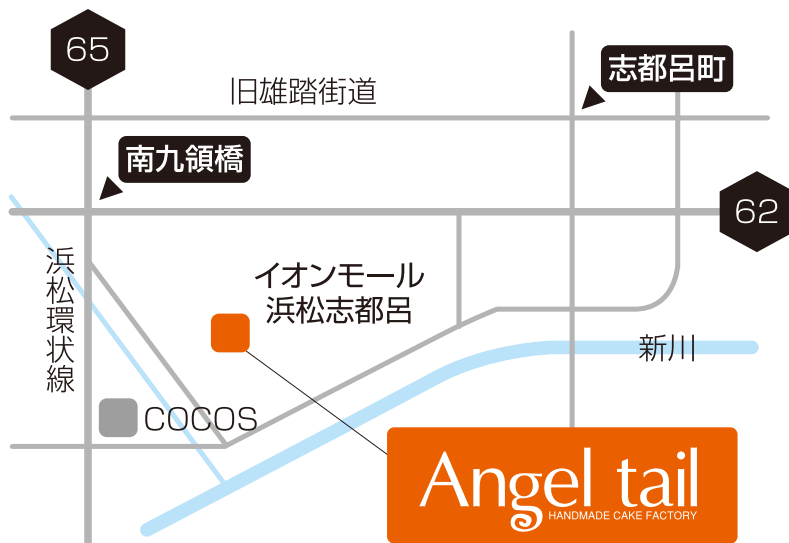 65
志都呂町
旧雄踏街道
南九領橋
62
浜松環状線
イオンモール
浜松志都呂
新川
COCOS
Angel tail
HANDMADE CAKE FACTORY